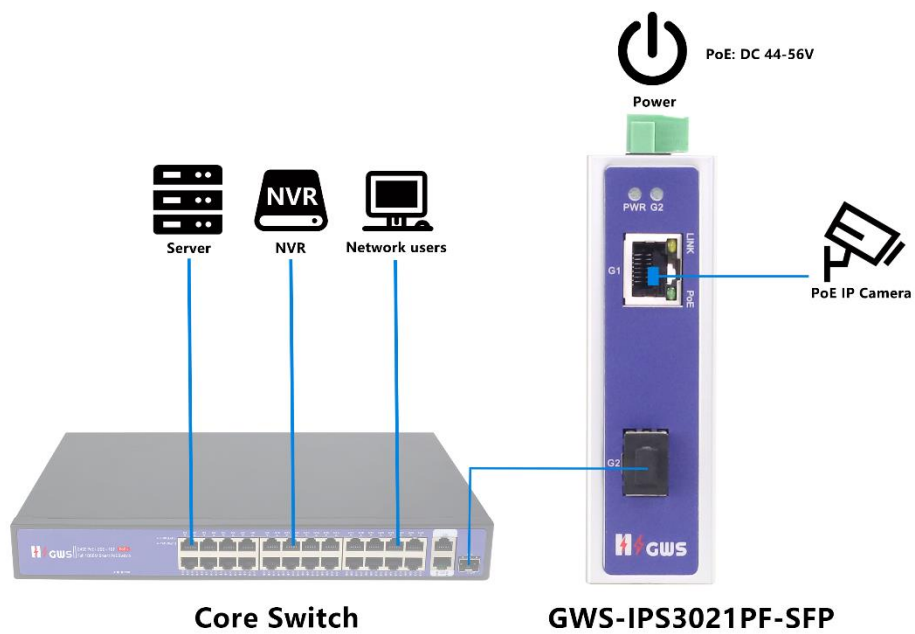 PoE: DC 44-56V
Power
NVR
Server
NVR
Network users
PWR G2
LINK
G1
PoE
PoE IP Camera
G2
GWS
GWS
Core Switch
GWS-IPS3021PF-SFP